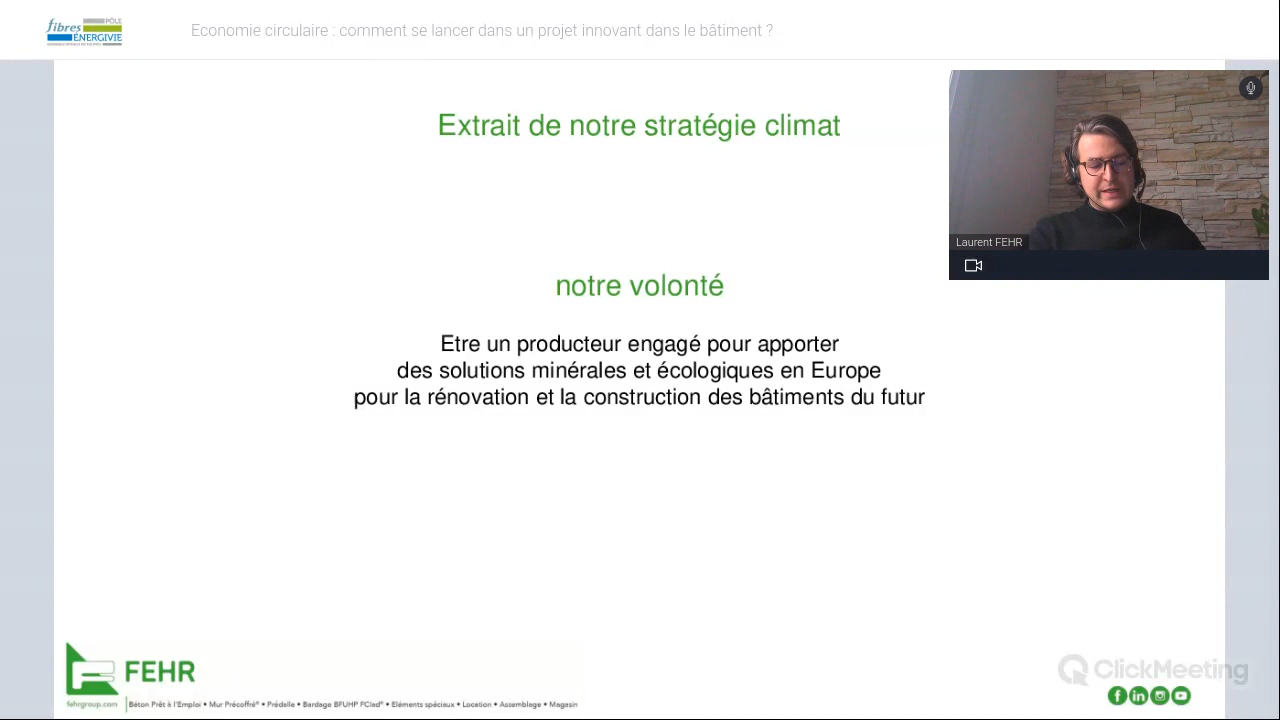 fibres
PÔLE
ÉNERGIVIE
Economie circulaire : comment se lancer dans un projet innovant dans le bâtiment ?
Extrait de notre stratégie climat
Laurent FEHR
notre volonté
Etre un producteur engagé pour apporter
des solutions minérales et écologiques en Europe
pour la rénovation et la construction des bâtiments du futur
FEHR
fehrgroup.com
Béton Prêt à l'Emploi • Mur Précoffré® • Prédalle • Bardage BFUHP FClad® • Eléments spéciaux • Location • Assemblage • Magasin
ClickMeeting